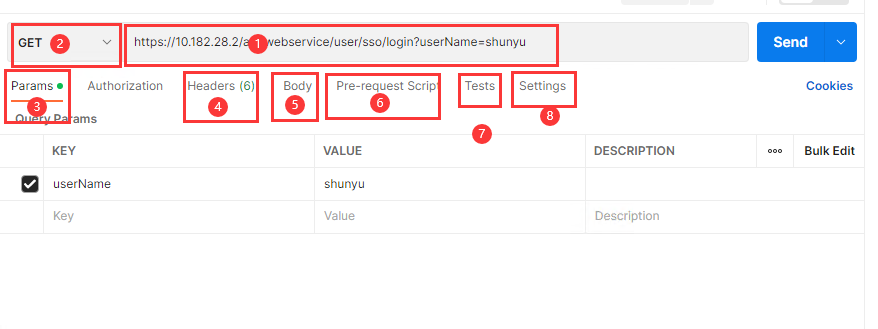 GET 2 https://10.182.28.2/a 1 webservice/user/sso/login?userName=shunyu Send
Params Authorization Headers (6) Body Pre-request Script Tests Settings Cookies
3 4 5 6 7 8
Query Params
KEY VALUE DESCRIPTION ooo Bulk Edit
userName shunyu
Key Value Description